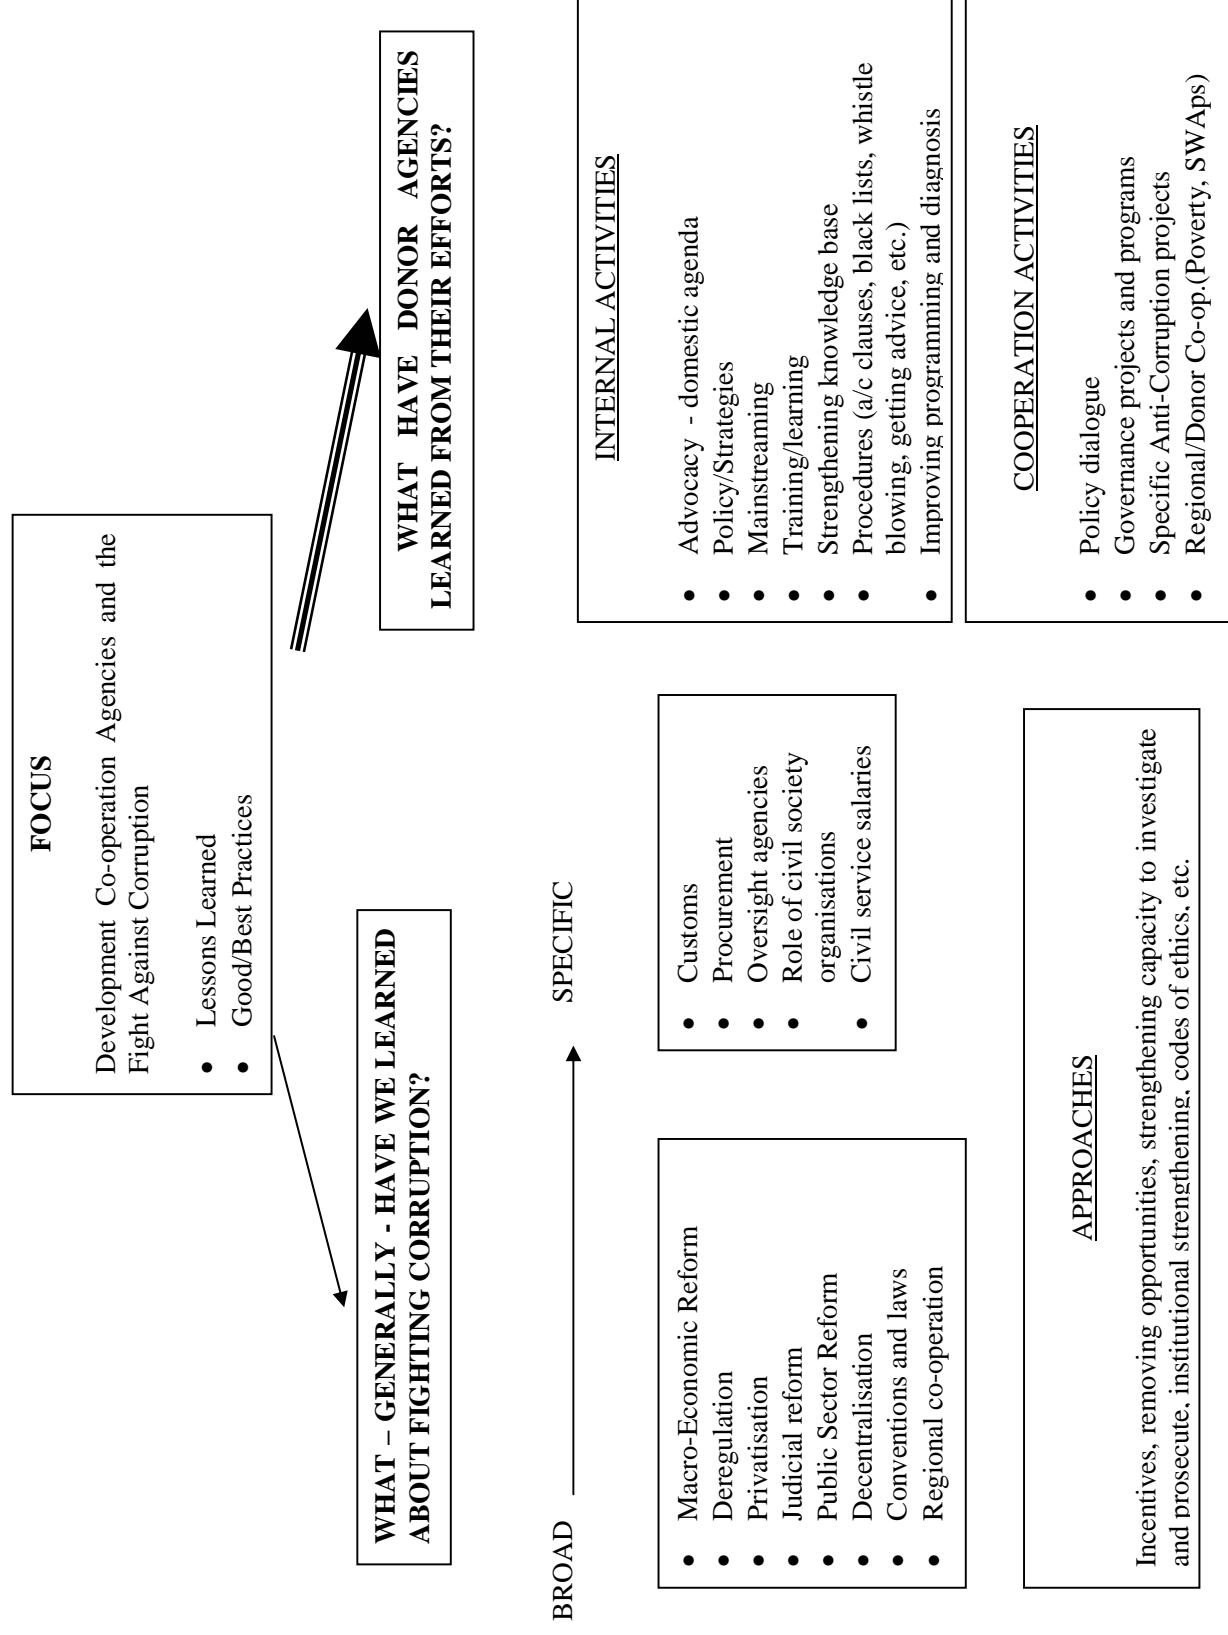 FOCUS
Development Co-operation Agencies and the
Fight Against Corruption
• Lessons Learned
• Good/Best Practices
WHAT – GENERALLY - HAVE WE LEARNED
ABOUT FIGHTING CORRUPTION?
WHAT HAVE DONOR AGENCIES
LEARNED FROM THEIR EFFORTS?
BROAD
SPECIFIC
• Macro-Economic Reform
• Deregulation
• Privatisation
• Judicial reform
• Public Sector Reform
• Decentralisation
• Conventions and laws
• Regional co-operation
• Customs
• Procurement
• Oversight agencies
• Role of civil society
organisations
• Civil service salaries
APPROACHES
Incentives, removing opportunities, strengthening capacity to investigate
and prosecute, institutional strengthening, codes of ethics, etc.
INTERNAL ACTIVITIES
• Advocacy - domestic agenda
• Policy/Strategies
• Mainstreaming
• Training/learning
• Strengthening knowledge base
• Procedures (a/c clauses, black lists, whistle
blowing, getting advice, etc.)
• Improving programming and diagnosis
COOPERATION ACTIVITIES
• Policy dialogue
• Governance projects and programs
• Specific Anti-Corruption projects
• Regional/Donor Co-op.(Poverty, SWAps)